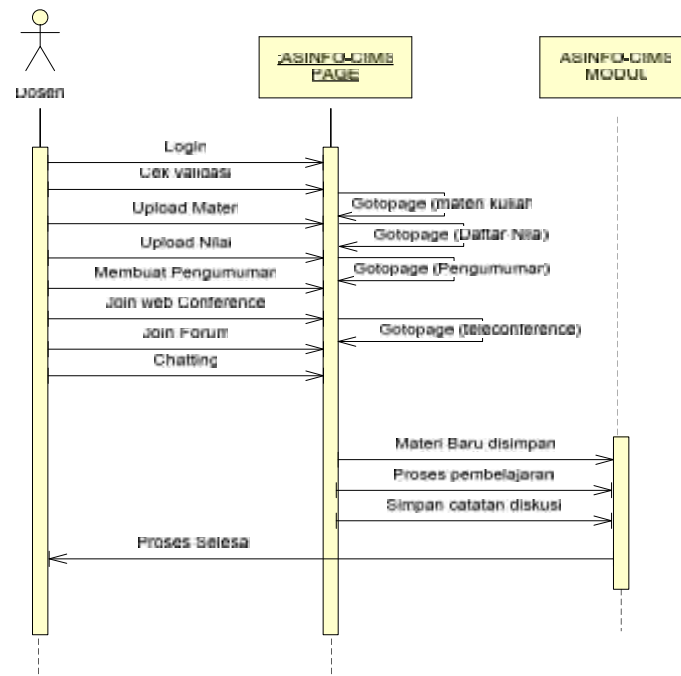 :ASINFO-CIMS
PAGE
ASINFO-CIMS
MODUL
Dosen
Login
Cek validasi
Gotopage (materi kuliah
Upload Materi
Gotopage (Daftar Nilai)
Upload Nilai
Gotopage (Pengumuman)
Membuat Pengumuman
Join web Conference
Gotopage (teleconference)
Join Forum
Chatting
Materi Baru disimpan
Proses pembelajaran
Simpan catatan diskusi
Proses Selesai